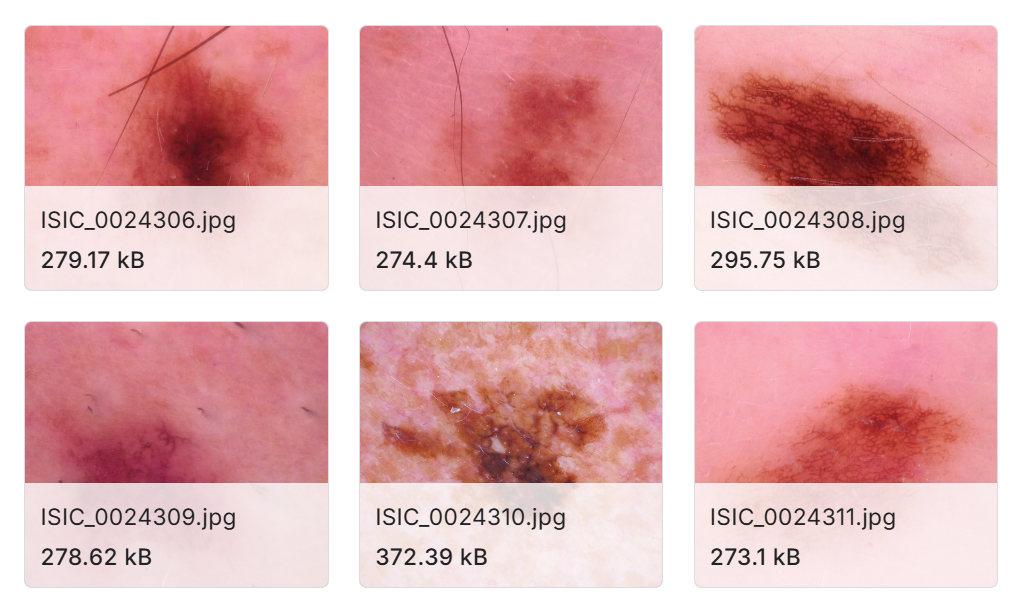 ISIC_0024306.jpg
279.17 kB
ISIC_0024307.jpg
274.4 kB
ISIC_0024308.jpg
295.75 kB
ISIC_0024309.jpg
278.62 kB
ISIC_0024310.jpg
372.39 kB
ISIC_0024311.jpg
273.1 kB